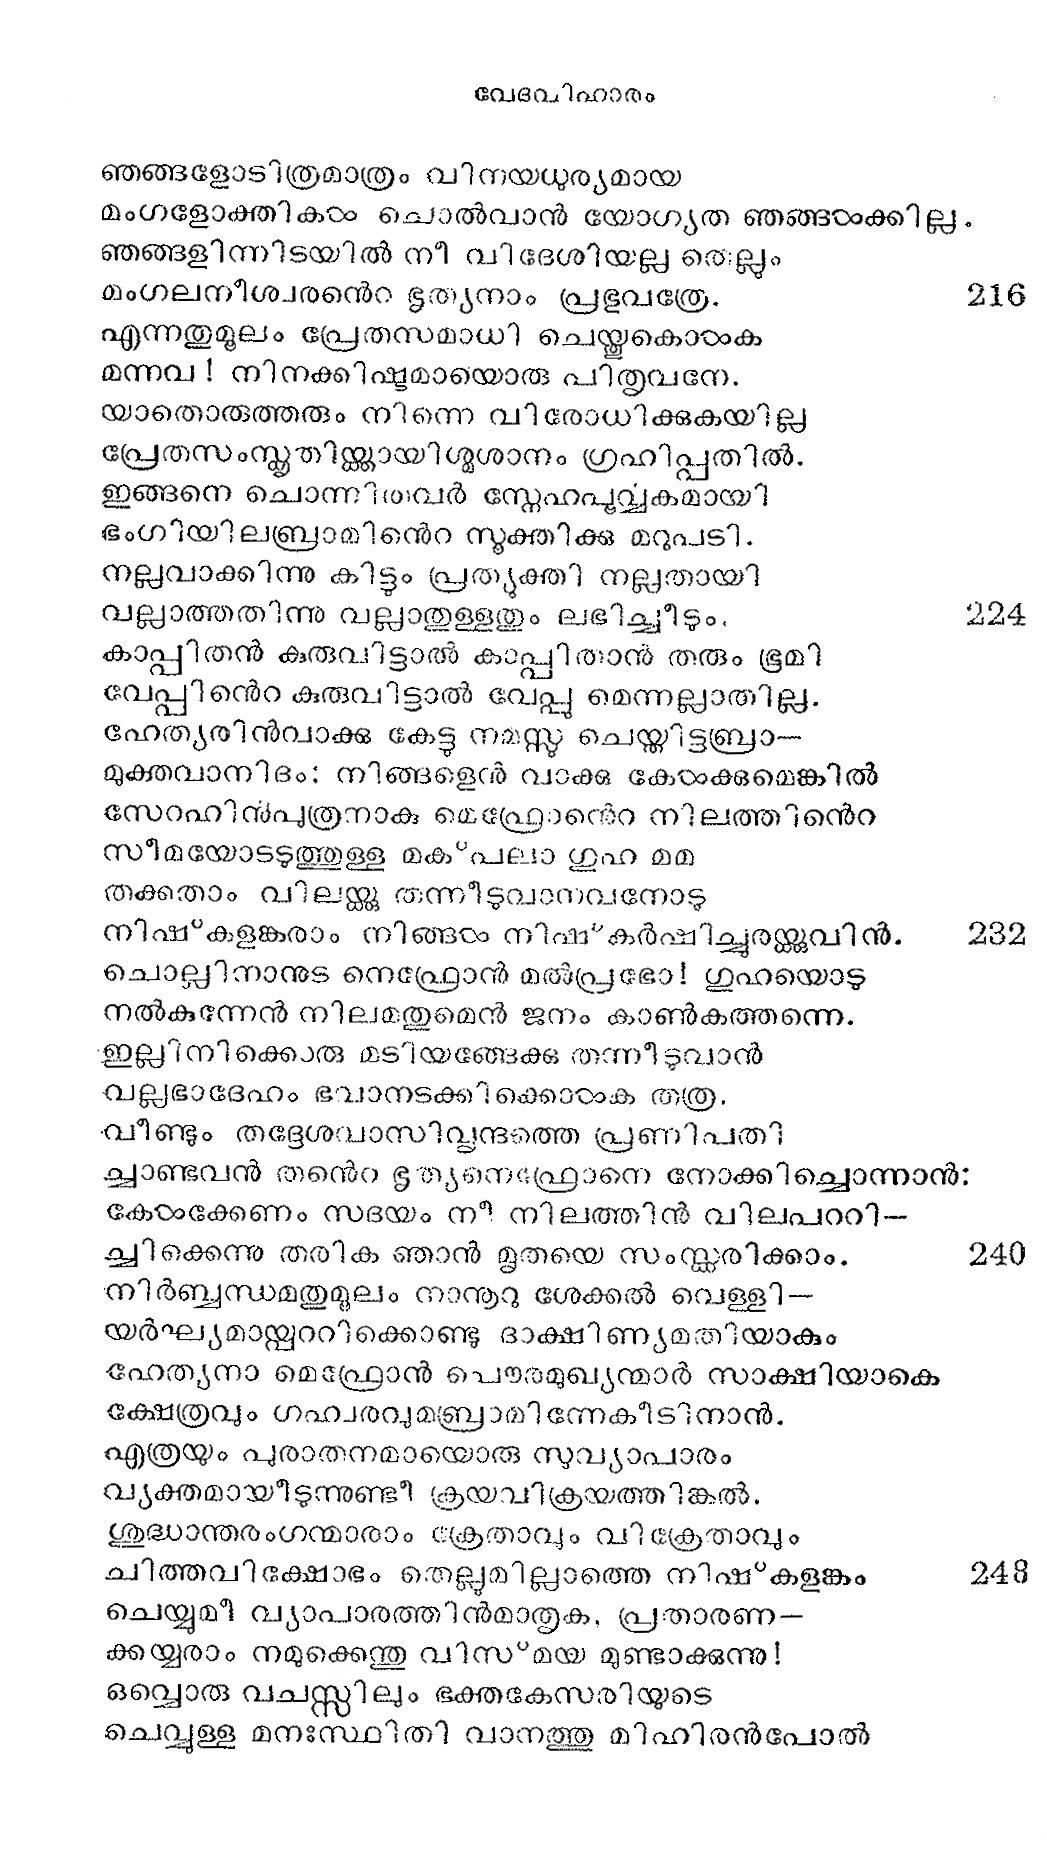 വേദവിഹാരം
ഞങ്ങളോടിത്രമാത്രം വിനയധുര്യമായ
മംഗളോക്തികൾ ചൊൽവാൻ യോഗ്യത ഞങ്ങൾക്കില്ല.
ഞങ്ങളിന്നിടയിൽ നീ വിദേശിയല്ല തെല്ലും
മംഗലനീശ്വരൻെറ ഭൃത്യനാം പ്രഭുവത്രേ. 216
എന്നതുമൂലം പ്രേതസമാധി ചെയ്തുകൊൾക
മന്നവ! നിനക്കിഷ്ടമായൊരു പിതൃവനേ.
യാതൊരുത്തരും നിന്നെ വിരോധിക്കുകയില്ല
പ്രേതസംസ്കൃതിയ്ക്കായിശ്മശാനം ഗ്രഹിപ്പതിൽ.
ഇങ്ങനെ ചൊന്നിതവർ സ്നേഹപൂർവ്വകമായി
ഭംഗിയിലബ്രാമിൻെറ സൂക്തിക്കു മറുപടി.
നല്ലവാക്കിന്നു കിട്ടും പ്രത്യുക്തി നല്ലതായി
വല്ലാത്തതിന്നു വല്ലാതുള്ളതും ലഭിച്ചീടും. 224
കാപ്പിതൻ കുരുവിട്ടാൽ കാപ്പിതാൻ തരും ഭൂമി
വേപ്പിൻെറ കുരുവിട്ടാൽ വേപ്പു മെന്നല്ലാതില്ല.
ഹേത്യരിൻവാക്കു കേട്ടു നമസ്സു ചെയ്തിട്ടബ്രാ—
മുക്തവാനിദം: നിങ്ങളെൻ വാക്കു കേൾക്കുമെങ്കിൽ
സേറഹിൻപുത്രനാകു മെഫ്രോൻെറ നിലത്തിൻെറ
സീമയോടടുത്തുള്ള മക്പലാ ഗുഹ മമ
തക്കതാം വിലയ്ക്കു തന്നീടുവാനവനോടു
നിഷ്കളങ്കരാം നിങ്ങൾ നിഷ്കർഷിച്ചുരയ്ക്കുവിൻ. 232
ചൊല്ലിനാനുട നെഫ്രോൻ മൽപ്രഭോ! ഗുഹയൊടു
നൽകുന്നേൻ നിലമതുമെൻ ജനം കാൺകത്തന്നെ.
ഇല്ലിനിക്കൊരു മടിയങ്ങേക്കു തന്നീടുവാൻ
വല്ലഭാദേഹം ഭവാനടക്കിക്കൊൾക തത്ര.
വീണ്ടും തദ്ദേശവാസിവൃന്ദത്തെ പ്രണിപതി
ച്ചാണ്ടവൻ തൻെറ ഭൃത്യനെഫ്രോനെ നോക്കിച്ചൊന്നാൻ:
കേൾക്കേണം സദയം നീ നിലത്തിൻ വിലപററി—
ച്ചിക്കെന്നു തരിക ഞാൻ മൃതയെ സംസ്കരിക്കാം. 240
നിർബ്ബന്ധമതുമൂലം നാനൂറു ശേക്കൽ വെള്ളി—
യർഘ്യമായ്പററിക്കൊണ്ടു ദാക്ഷിണ്യമതിയാകും
ഹേത്യനാ മെഫ്രോൻ പൌരമുഖ്യന്മാർ സാക്ഷിയാകെ
ക്ഷേത്രവും ഗഹ്വരവുമബ്രാമിന്നേകീടിനാൻ.
എത്രയും പുരാതനമായൊരു സുവ്യാപാരം
വ്യക്തമായീടുന്നുണ്ടീ ക്രയവിക്രയത്തിങ്കൽ.
ശുദ്ധാന്തരംഗന്മാരാം ക്രേതാവും വിക്രേതാവും
ചിത്തവിക്ഷോഭം തെല്ലുമില്ലാത്തെ നിഷ്കളങ്കം 248
ചെയ്യുമീ വ്യാപാരത്തിൻമാതൃക, പ്രതാരണ—
ക്കയ്യരാം നമുക്കെന്തു വിസ്മയ മുണ്ടാക്കുന്നു!
ഒവ്വൊരു വചസ്സിലും ഭക്തകേസരിയുടെ
ചെവ്വുള്ള മനഃസ്ഥിതി വാനത്തു മിഹിരൻപോൽ